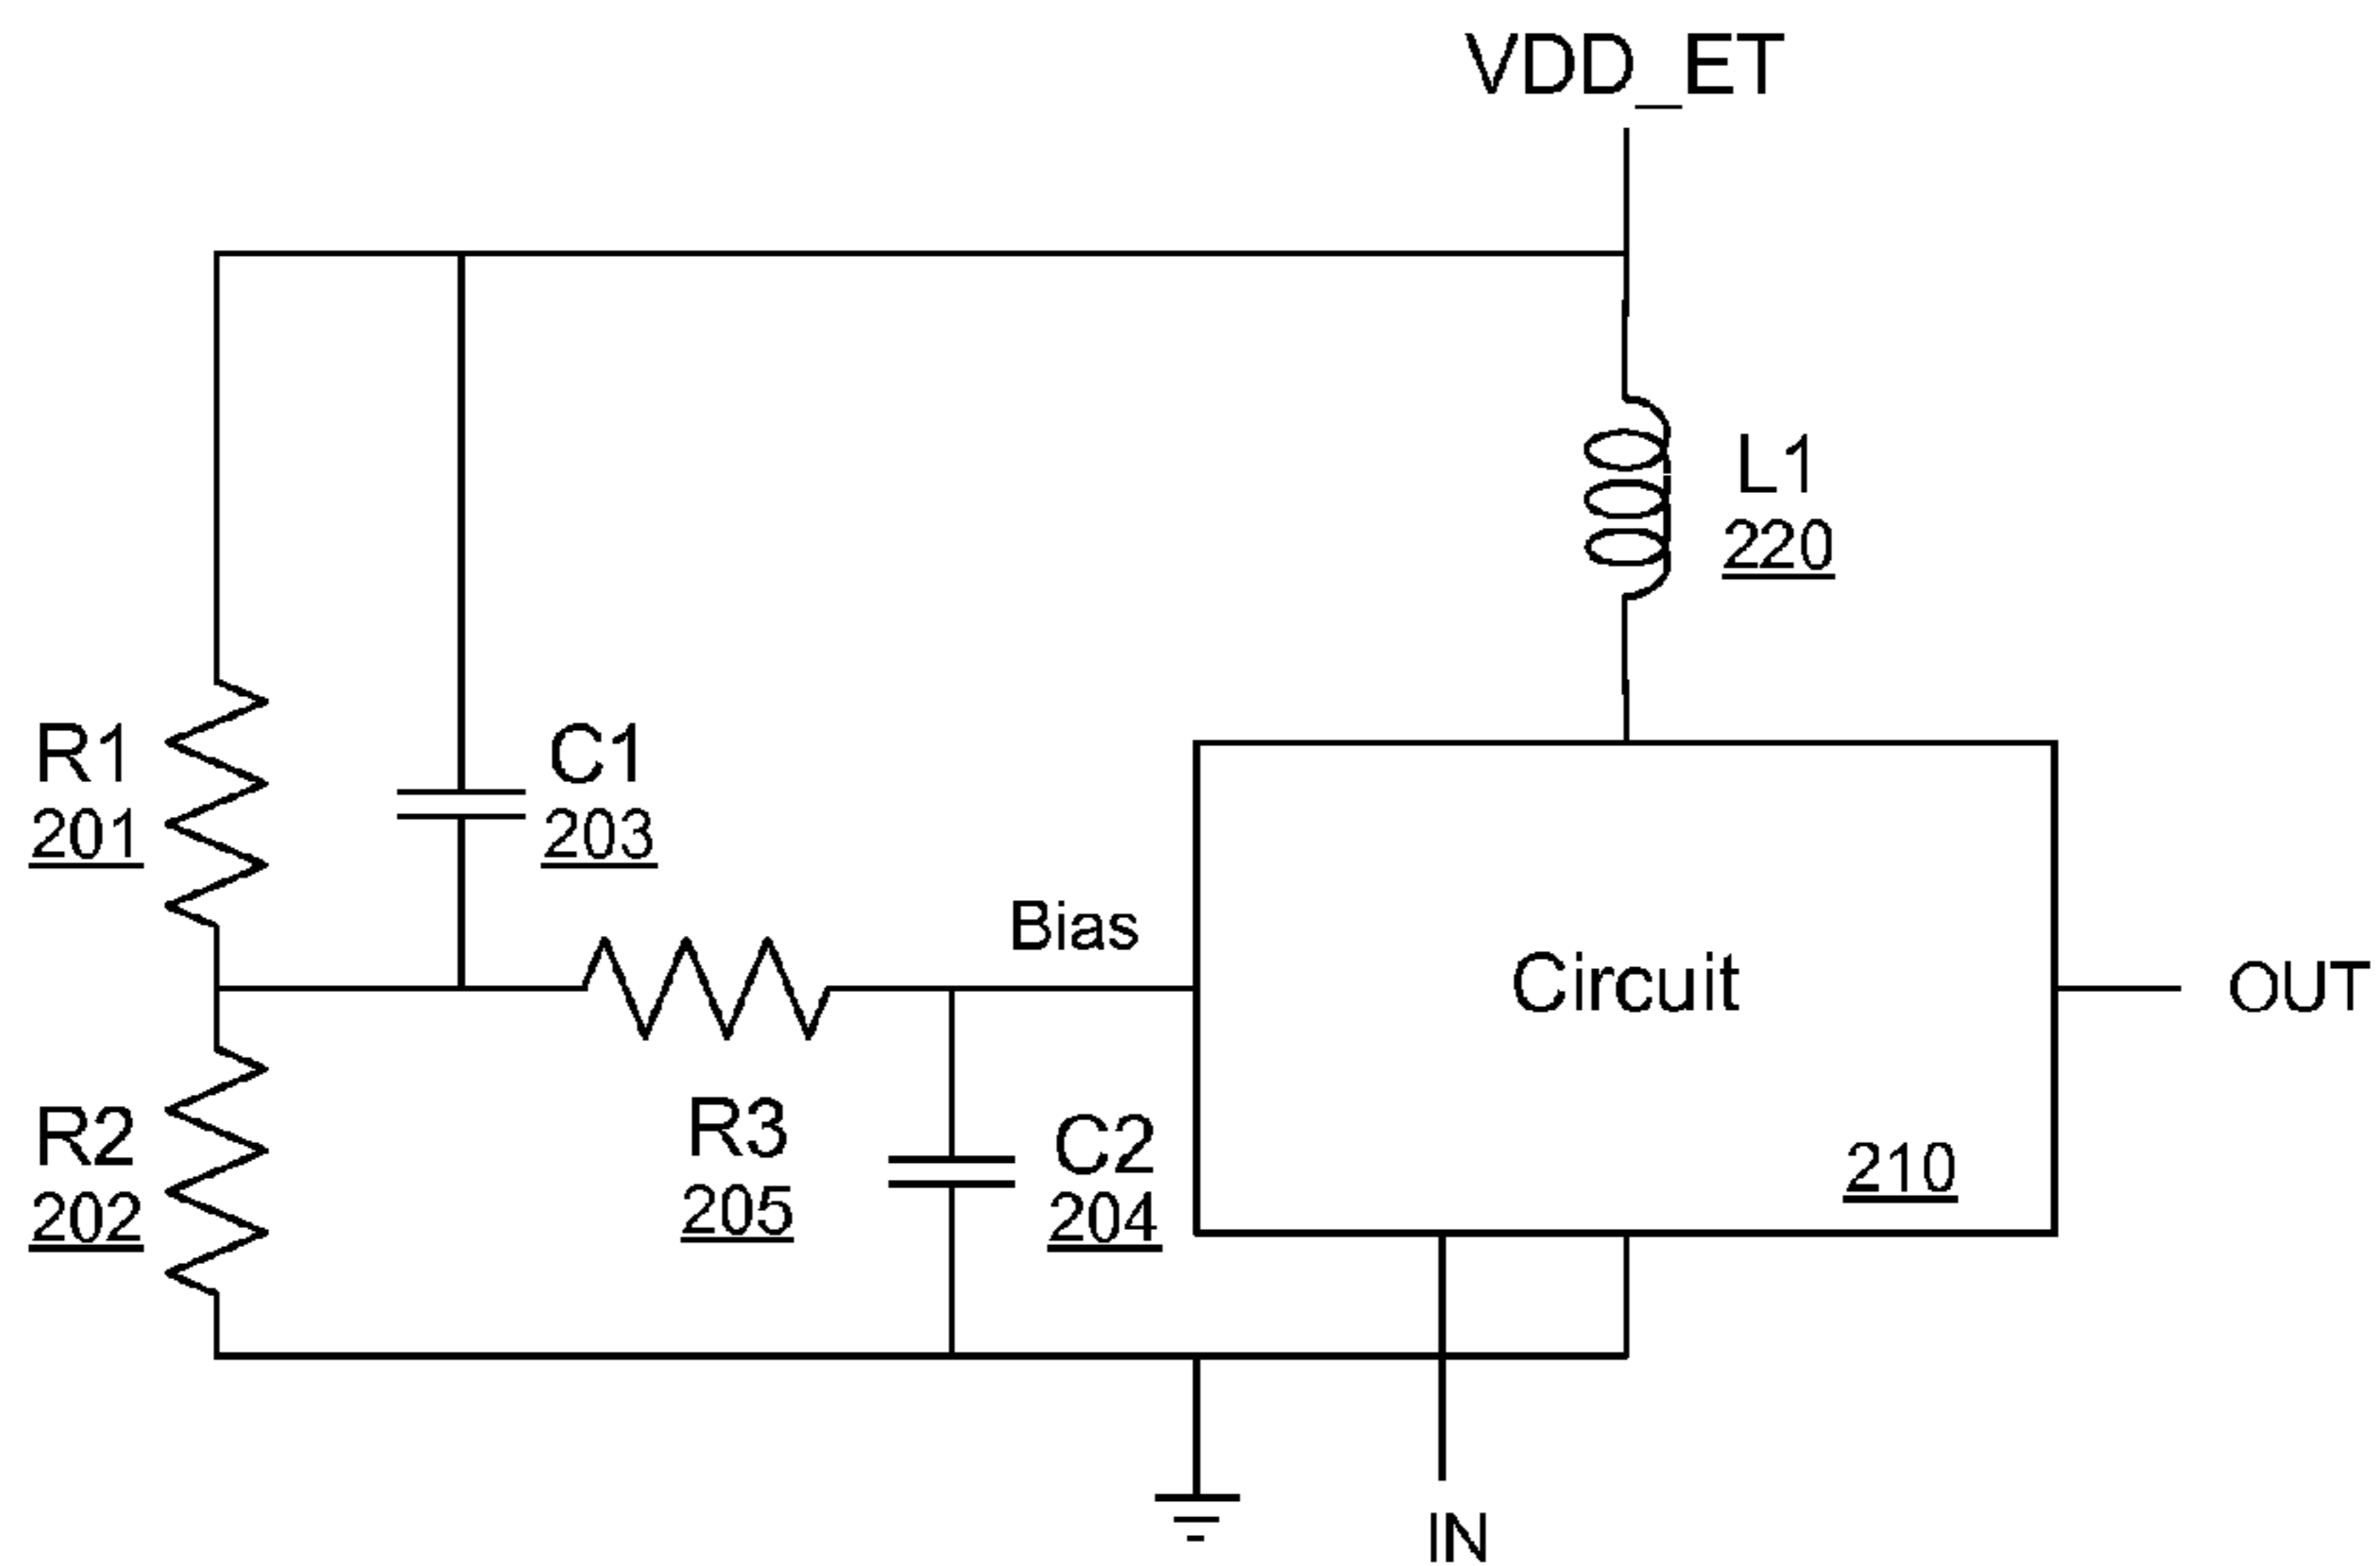 VDD_ET
L1
220
R1
201
C1
203
Bias
Circuit
OUT
R2
202
R3
205
C2
204
210
IN